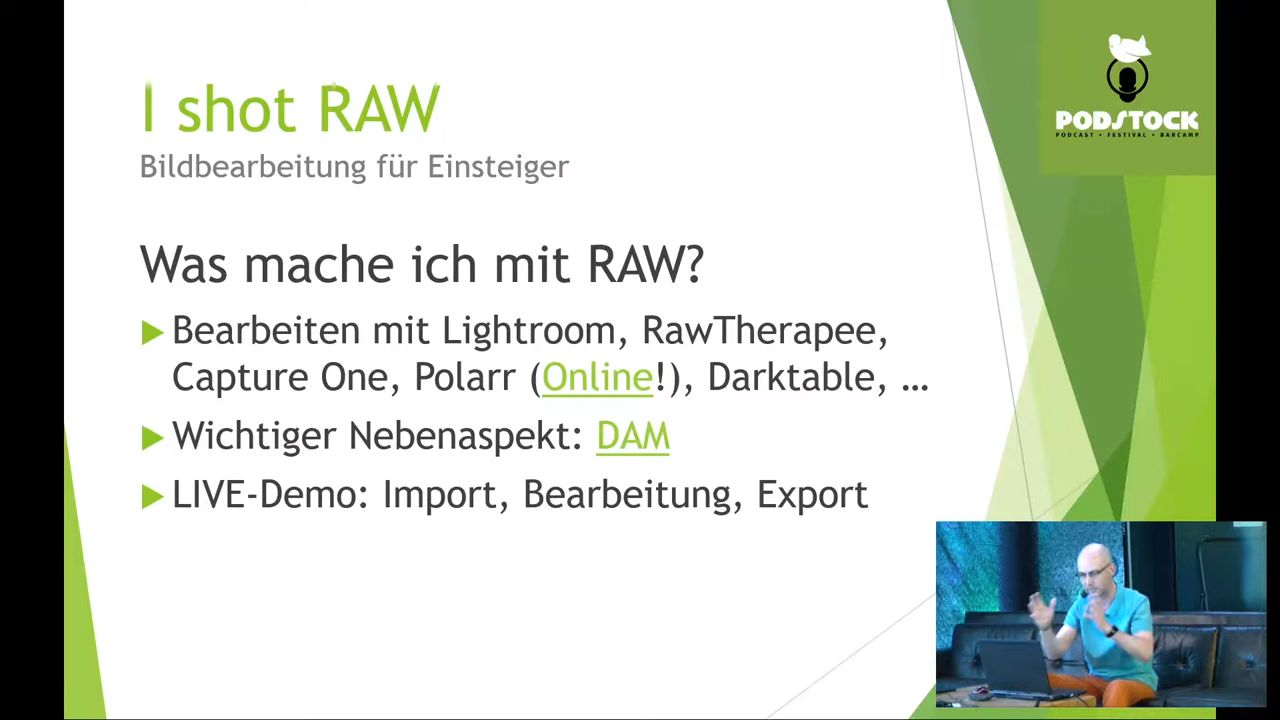 I shot RAW
Bildbearbeitung für Einsteiger
PODSTOCK
PODCAST • FESTIVAL • BARCAMP
Was mache ich mit RAW?
Bearbeiten mit Lightroom, RawTherapee,
Capture One, Polarr (Online!), Darktable, …
Wichtiger Nebenaspekt: DAM
LIVE-Demo: Import, Bearbeitung, Export